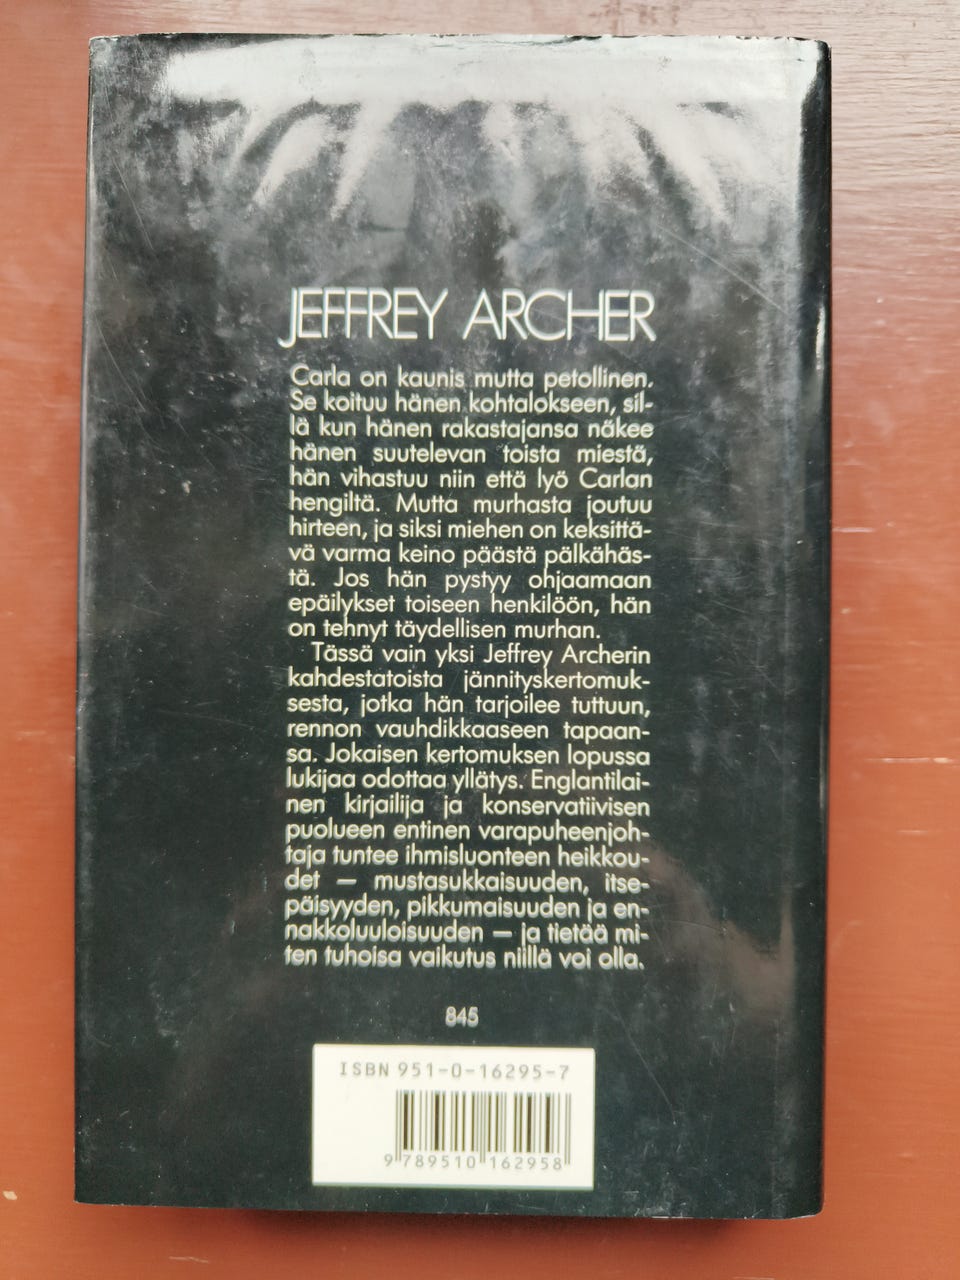 JEFFREY ARCHER
Carla on kaunis mutta petollinen.
Se koituu hänen kohtalokseen, sil-
lä kun hänen rakastajansa näkee
hänen suutelevan toista miestä,
hän vihastuu niin että lyö Carlan
hengiltä. Mutta murhasta joutuu
hirteen, ja siksi miehen on keksittä-
vä varma keino päästä pälkähäs-
tä. Jos hän pystyy ohjaamaan
epäilykset toiseen henkilöön, hän
on tehnyt täydellisen murhan.
Tässä vain yksi Jeffrey Archerin
kahdestatoista jännityskertomuk-
sesta, jotka hän tarjoilee tuttuun,
rennon vauhdikkaaseen tapaan-
sa. Jokaisen kertomuksen lopussa
lukijaa odottaa yllätys. Englantilai-
nen kirjailija ja konservatiivisen
puolueen entinen varapuheenjoh-
taja tuntee ihmisluonteen heikkou-
det — mustasukkaisuuden, itse-
päisyyden, pikkumaisuuden ja en-
nakkoluuloisuuden — ja tietää mi-
ten tuhoisa vaikutus niillä voi olla.
845
ISBN 951-0-16295-7
9 789510 162958